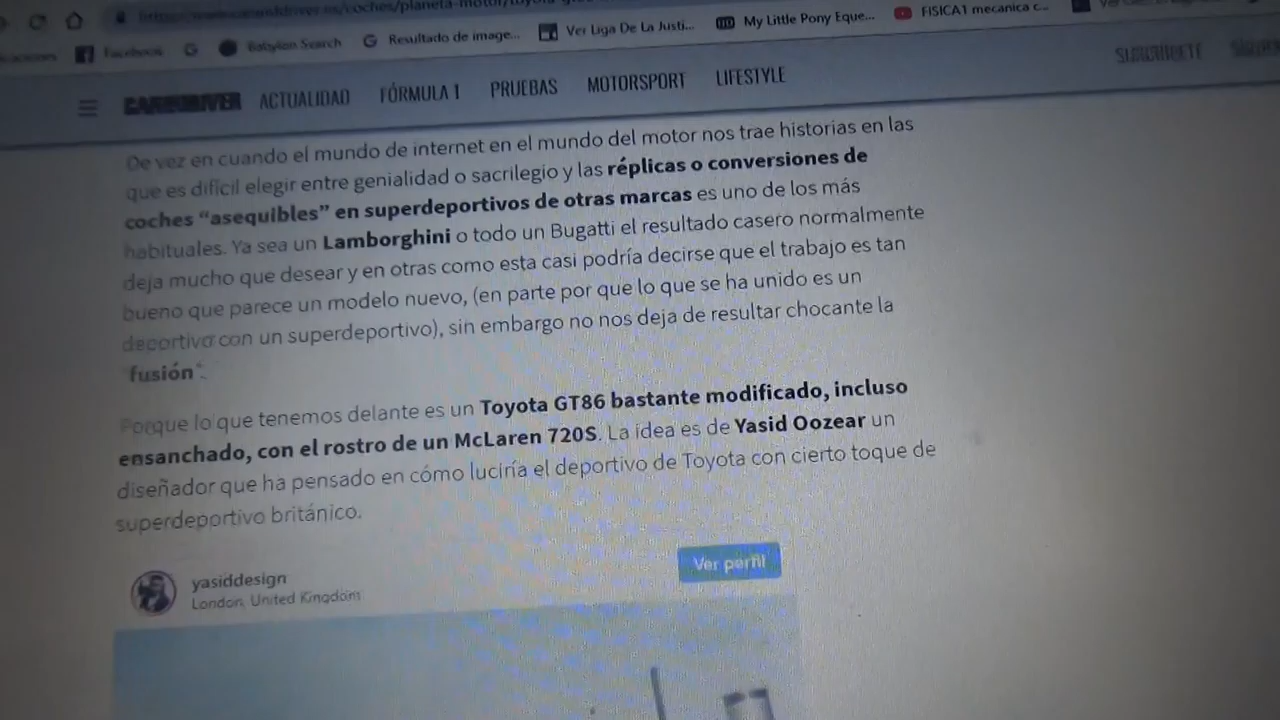 Facebook
G
Babylon Search
G Resultado de image...
Ver Liga De La Justi...
My Little Pony Eque...
FISICA1 mecanica c...
CARANDDRIVER ACTUALIDAD FÓRMULA 1 PRUEBAS MOTORSPORT LIFESTYLE SUSCRÍBETE
De vez en cuando el mundo de internet en el mundo del motor nos trae historias en las
que es difícil elegir entre genialidad o sacrilegio y las réplicas o conversiones de
coches “asequibles” en superdeportivos de otras marcas es uno de los más
habituales. Ya sea un Lamborghini o todo un Bugatti el resultado casero normalmente
deja mucho que desear y en otras como esta casi podría decirse que el trabajo es tan
bueno que parece un modelo nuevo, (en parte por que lo que se ha unido es un
deportivo con un superdeportivo), sin embargo no nos deja de resultar chocante la
“fusión”.
Porque lo que tenemos delante es un Toyota GT86 bastante modificado, incluso
ensanchado, con el rostro de un McLaren 720S. La idea es de Yasid Oozear un
diseñador que ha pensado en cómo luciría el deportivo de Toyota con cierto toque de
superdeportivo británico.
yasiddesign
London, United Kingdom
Ver perfil